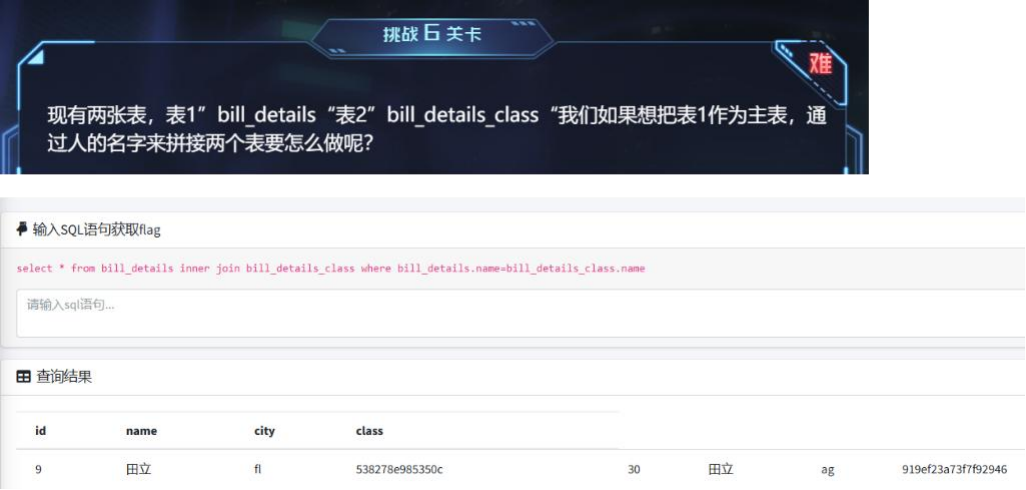 挑战 6 关卡
难
现有两张表，表1”bill_details“表2”bill_details_class“我们如果想把表1作为主表，通
过人的名字来拼接两个表要怎么做呢？
输入SQL语句获取flag
select * from bill_details inner join bill_details_class where bill_details.name=bill_details_class.name
请输入sql语句...
查询结果
id name city class
9 田立 fl 538278e985350c 30 田立 ag 919ef23a73f7f92946